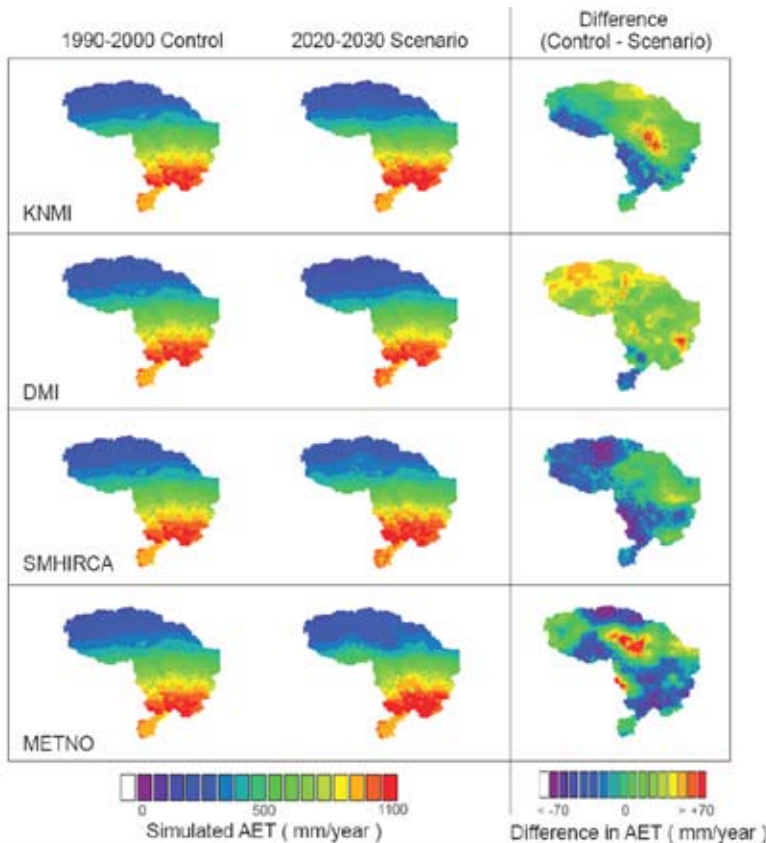 1990-2000 Control
2020-2030 Scenario
Difference
(Control - Scenario)
KNMI
DMI
SMHIRCA
METNO
0
500
1100
Simulated AET ( mm/year )
< -70
0
> +70
Difference in AET ( mm/year )